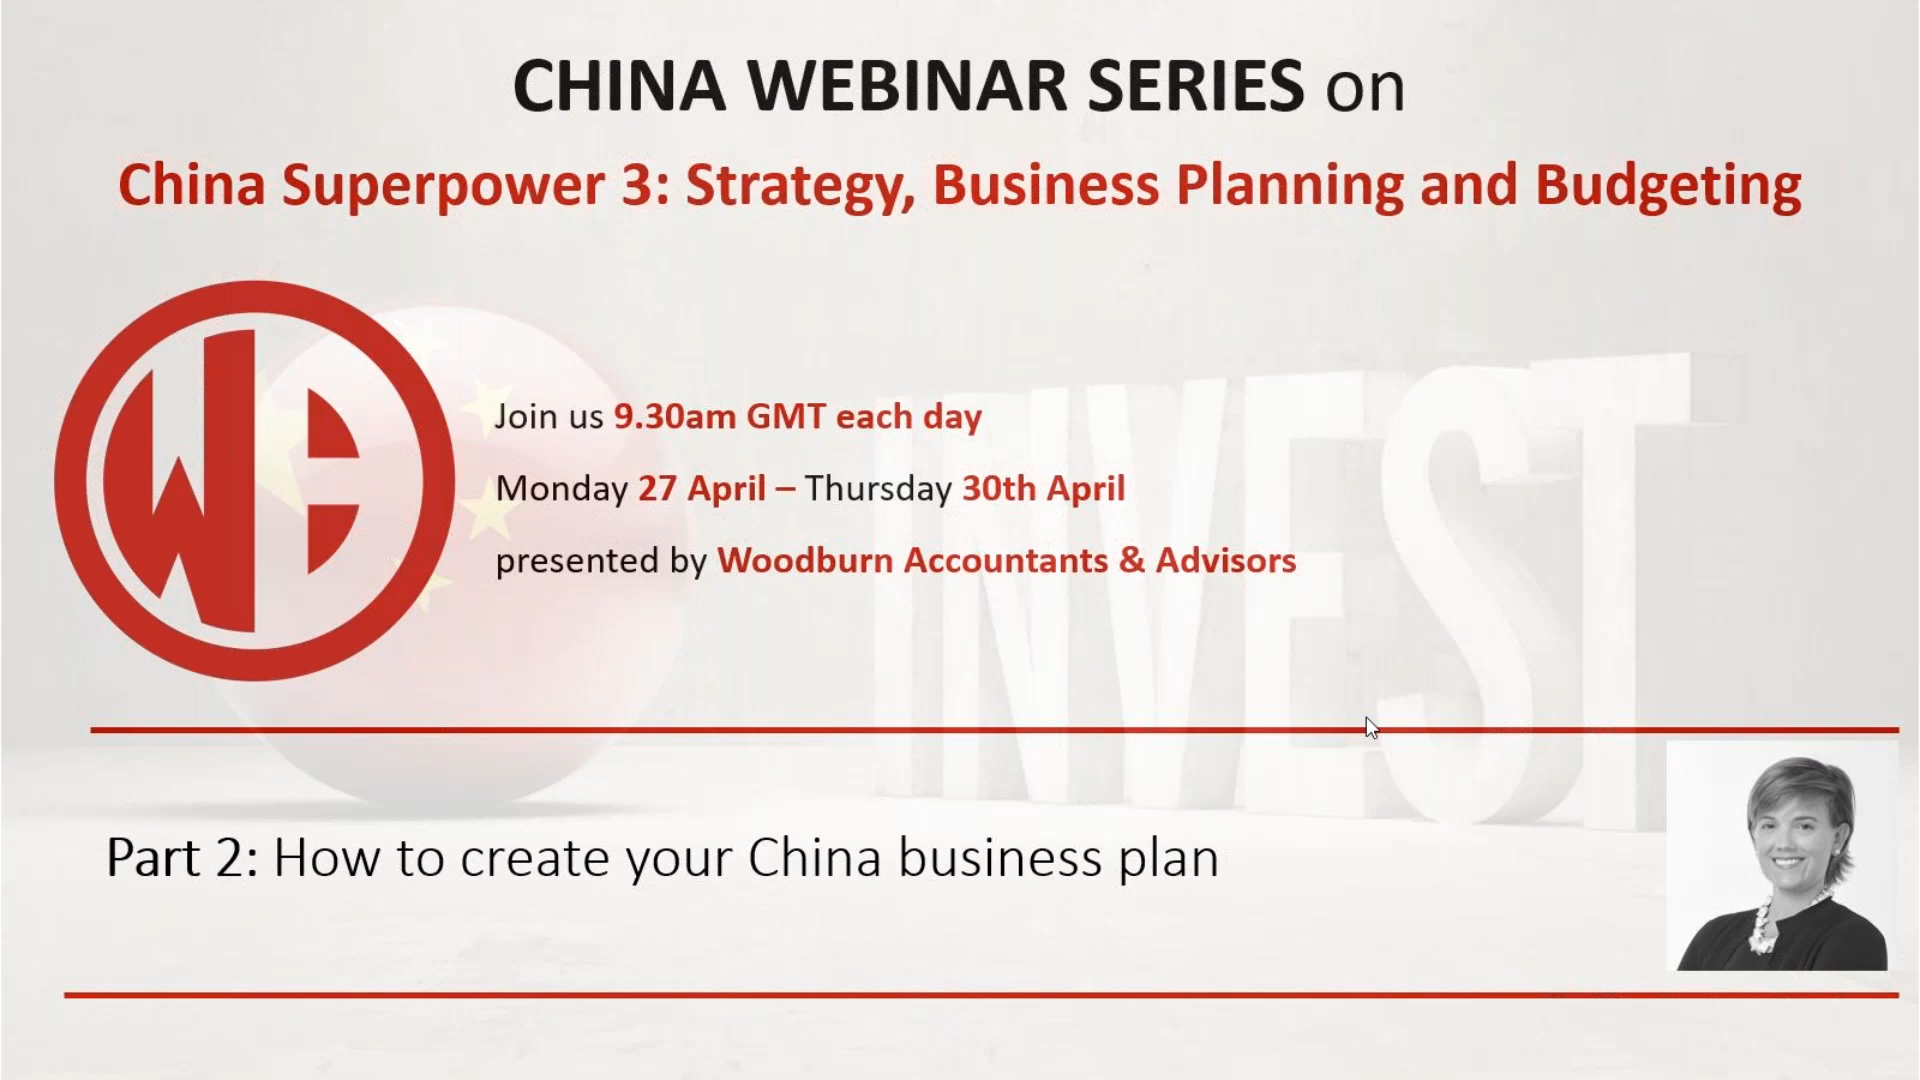 CHINA WEBINAR SERIES on
China Superpower 3: Strategy, Business Planning and Budgeting
INVEST
Join us 9.30am GMT each day
Monday 27 April – Thursday 30th April
presented by Woodburn Accountants & Advisors
Part 2: How to create your China business plan